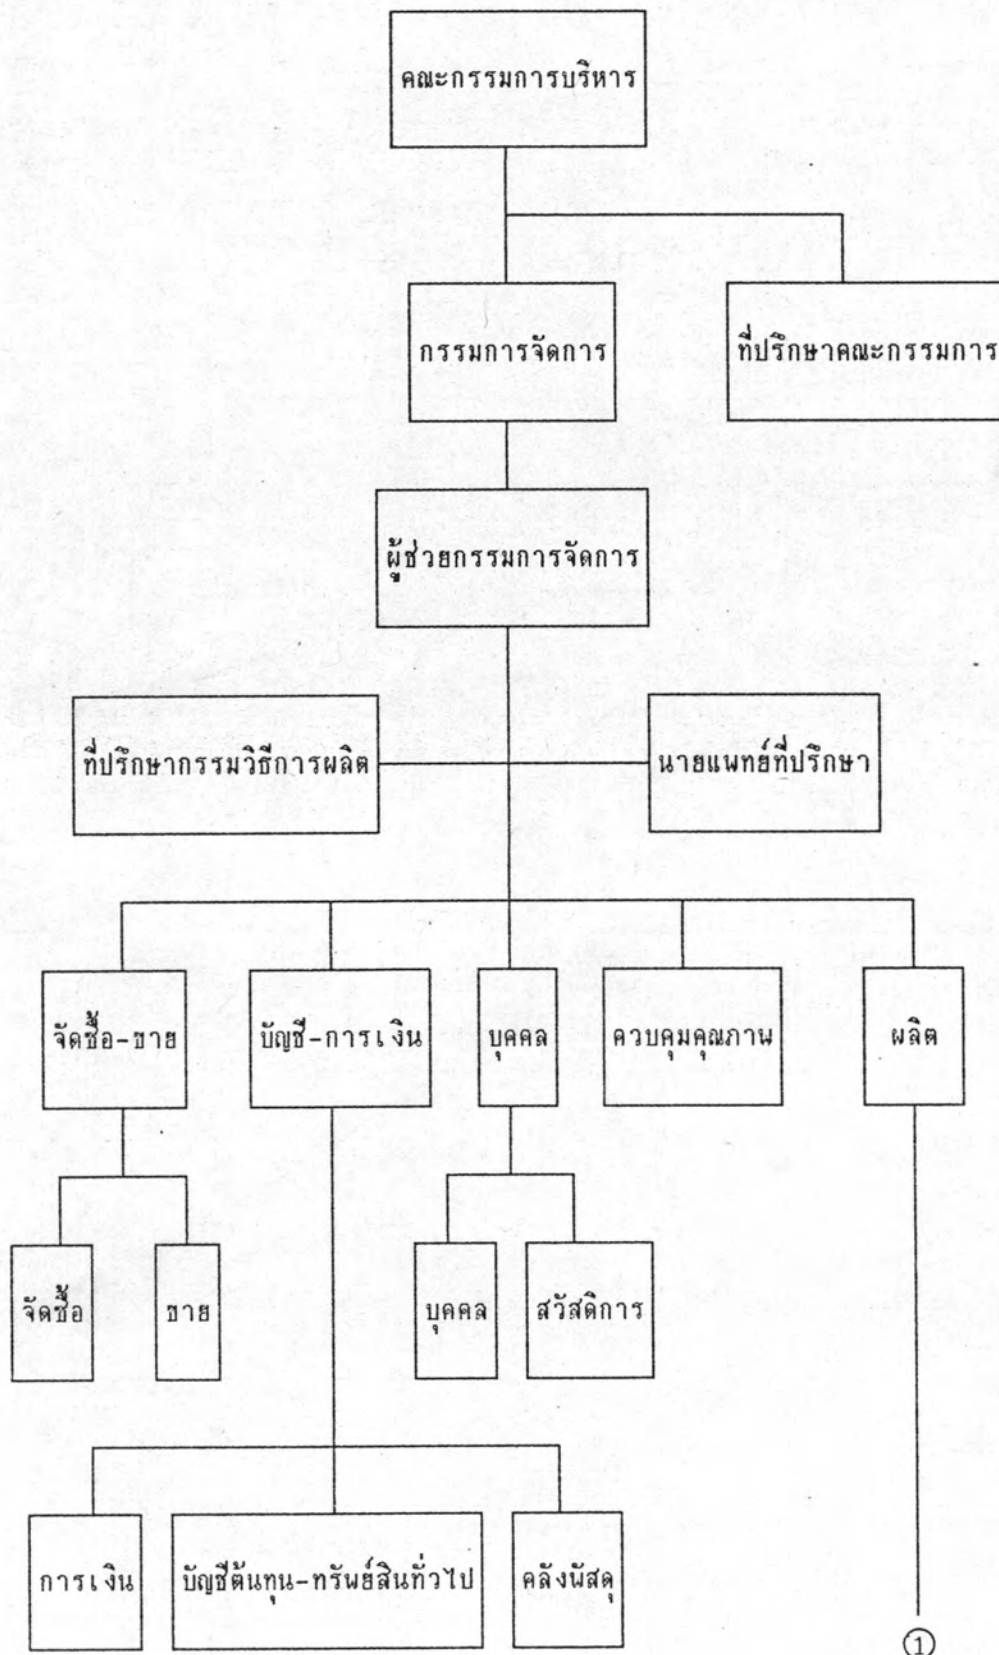 คณะกรรมการบริหาร
กรรมการจัดการ
ที่ปรึกษาคณะกรรมการ
ผู้ช่วยกรรมการจัดการ
ที่ปรึกษากรรมวิธีการผลิต
นายแพทย์ที่ปรึกษา
จัดซื้อ-ขาย
บัญชี-การเงิน
บุคคล
ควบคุมคุณภาพ
ผลิต
จัดซื้อ
ขาย
บุคคล
สวัสดิการ
การเงิน
บัญชีต้นทุน-ทรัพย์สินทั่วไป
คลังพัสดุ
①